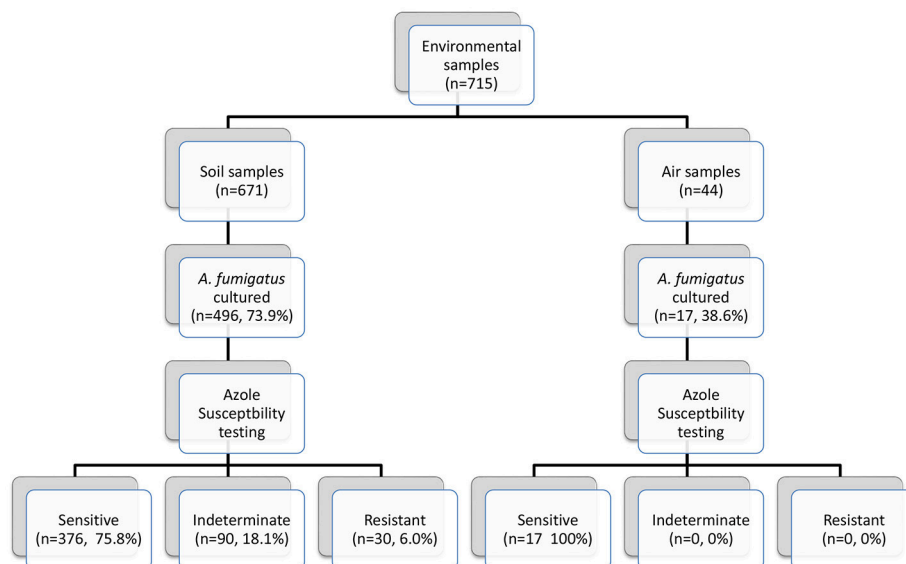 Environmental
samples
(n=715)
Soil samples
(n=671)
Air samples
(n=44)
A. fumigatus
cultured
(n=496, 73.9%)
A. fumigatus
cultured
(n=17, 38.6%)
Azole
Susceptbility
testing
Azole
Susceptbility
testing
Sensitive
(n=376, 75.8%)
Indeterminate
(n=90, 18.1%)
Resistant
(n=30, 6.0%)
Sensitive
(n=17 100%)
Indeterminate
(n=0, 0%)
Resistant
(n=0, 0%)